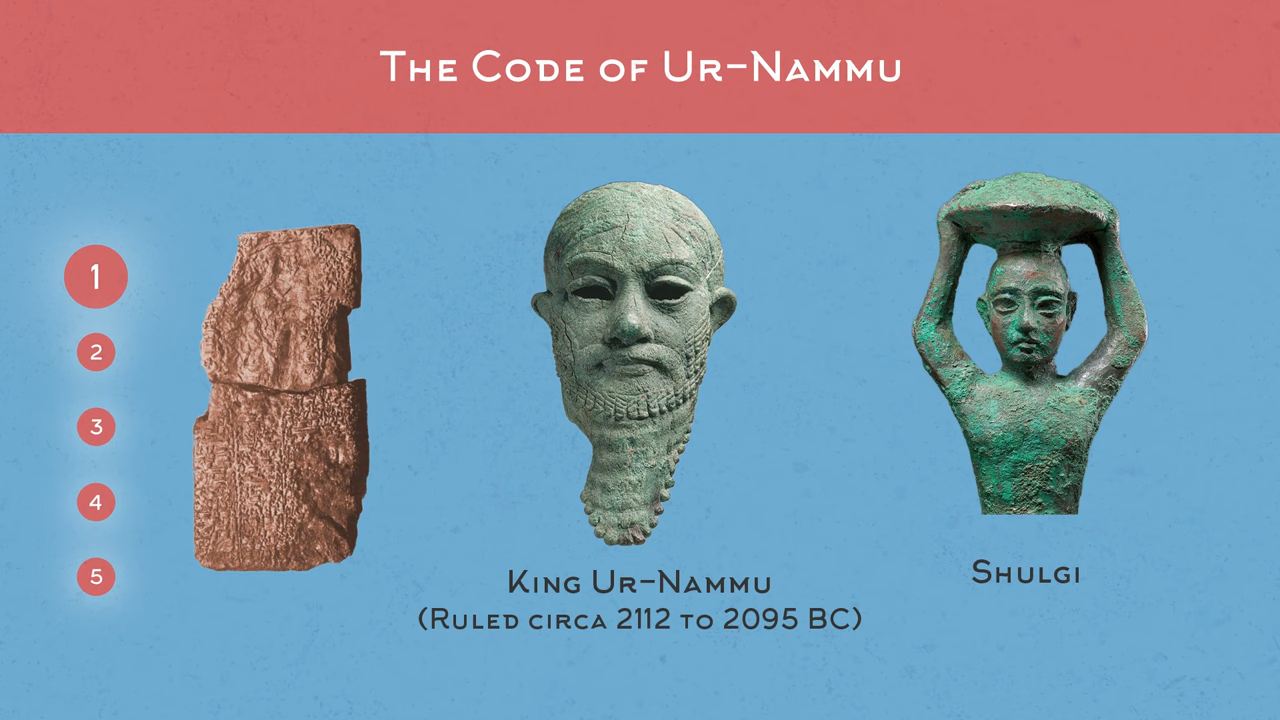 The Code of Ur-Nammu
1
2
3
4
5
King Ur-Nammu
(Ruled circa 2112 to 2095 BC)
Shulgi